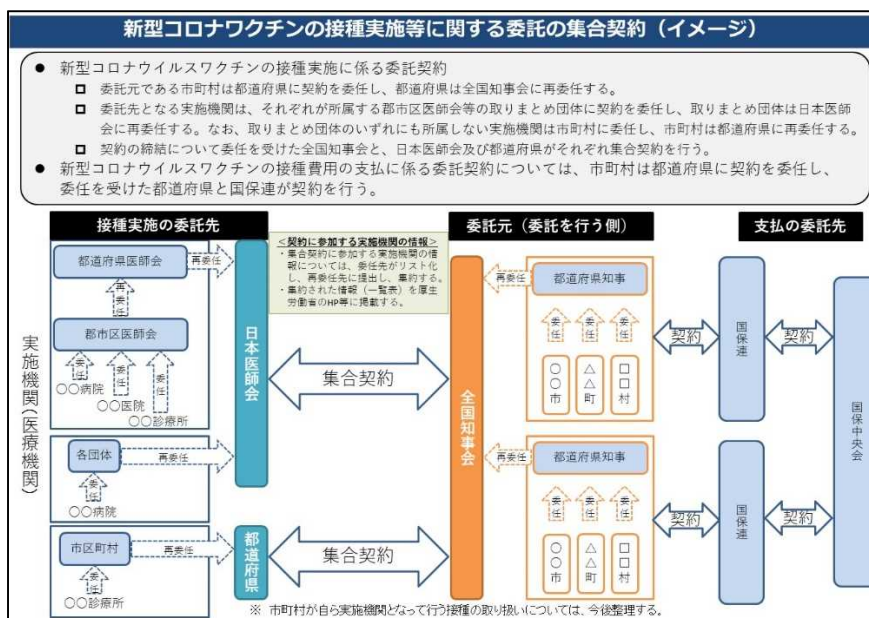 新型コロナワクチンの接種実施等に関する委託の集合契約（イメージ）
● 新型コロナウイルスワクチンの接種実施に係る委託契約
□ 委託元である市町村は都道府県に契約を委任し、都道府県は全国知事会に再委任する。
□ 委託先となる実施機関は、それぞれが所属する郡市区医師会等の取りまとめ団体に契約を委任し、取りまとめ団体は日本医師
会に再委任する。なお、取りまとめ団体のいずれにも所属しない実施機関は市町村に委任し、市町村は都道府県に再委任する。
□ 契約の締結について委任を受けた全国知事会と、日本医師会及び都道府県がそれぞれ集合契約を行う。
● 新型コロナウイルスワクチンの接種費用の支払に係る委託契約については、市町村は都道府県に契約を委任し、
委任を受けた都道府県と国保連が契約を行う。
接種実施の委託先
委託元（委託を行う側）
支払の委託先
＜契約に参加する実施機関の情報＞
・集合契約に参加する実施機関の情
報については、委託先がリスト化
し、再委任先に提出し、集約する。
・集約された情報（一覧表）を厚生
労働省のHP等に掲載する。
実施機関（医療機関）
都道府県医師会
再委任
再委任
郡市区医師会
委任
委任
委任
〇〇病院
〇〇医院
〇〇診療所
各団体
再委任
委任
〇〇病院
市区町村
再委任
委任
〇〇診療所
日本医師会
都道府県
集合契約
集合契約
全国知事会
再委任
都道府県知事
委任
委任
委任
〇〇市
△△町
□□村
再委任
都道府県知事
委任
委任
委任
〇〇市
△△町
□□村
契約
国保連
契約
契約
国保連
契約
国保中央会
※ 市町村が自ら実施機関となって行う接種の取り扱いについては、今後整理する。